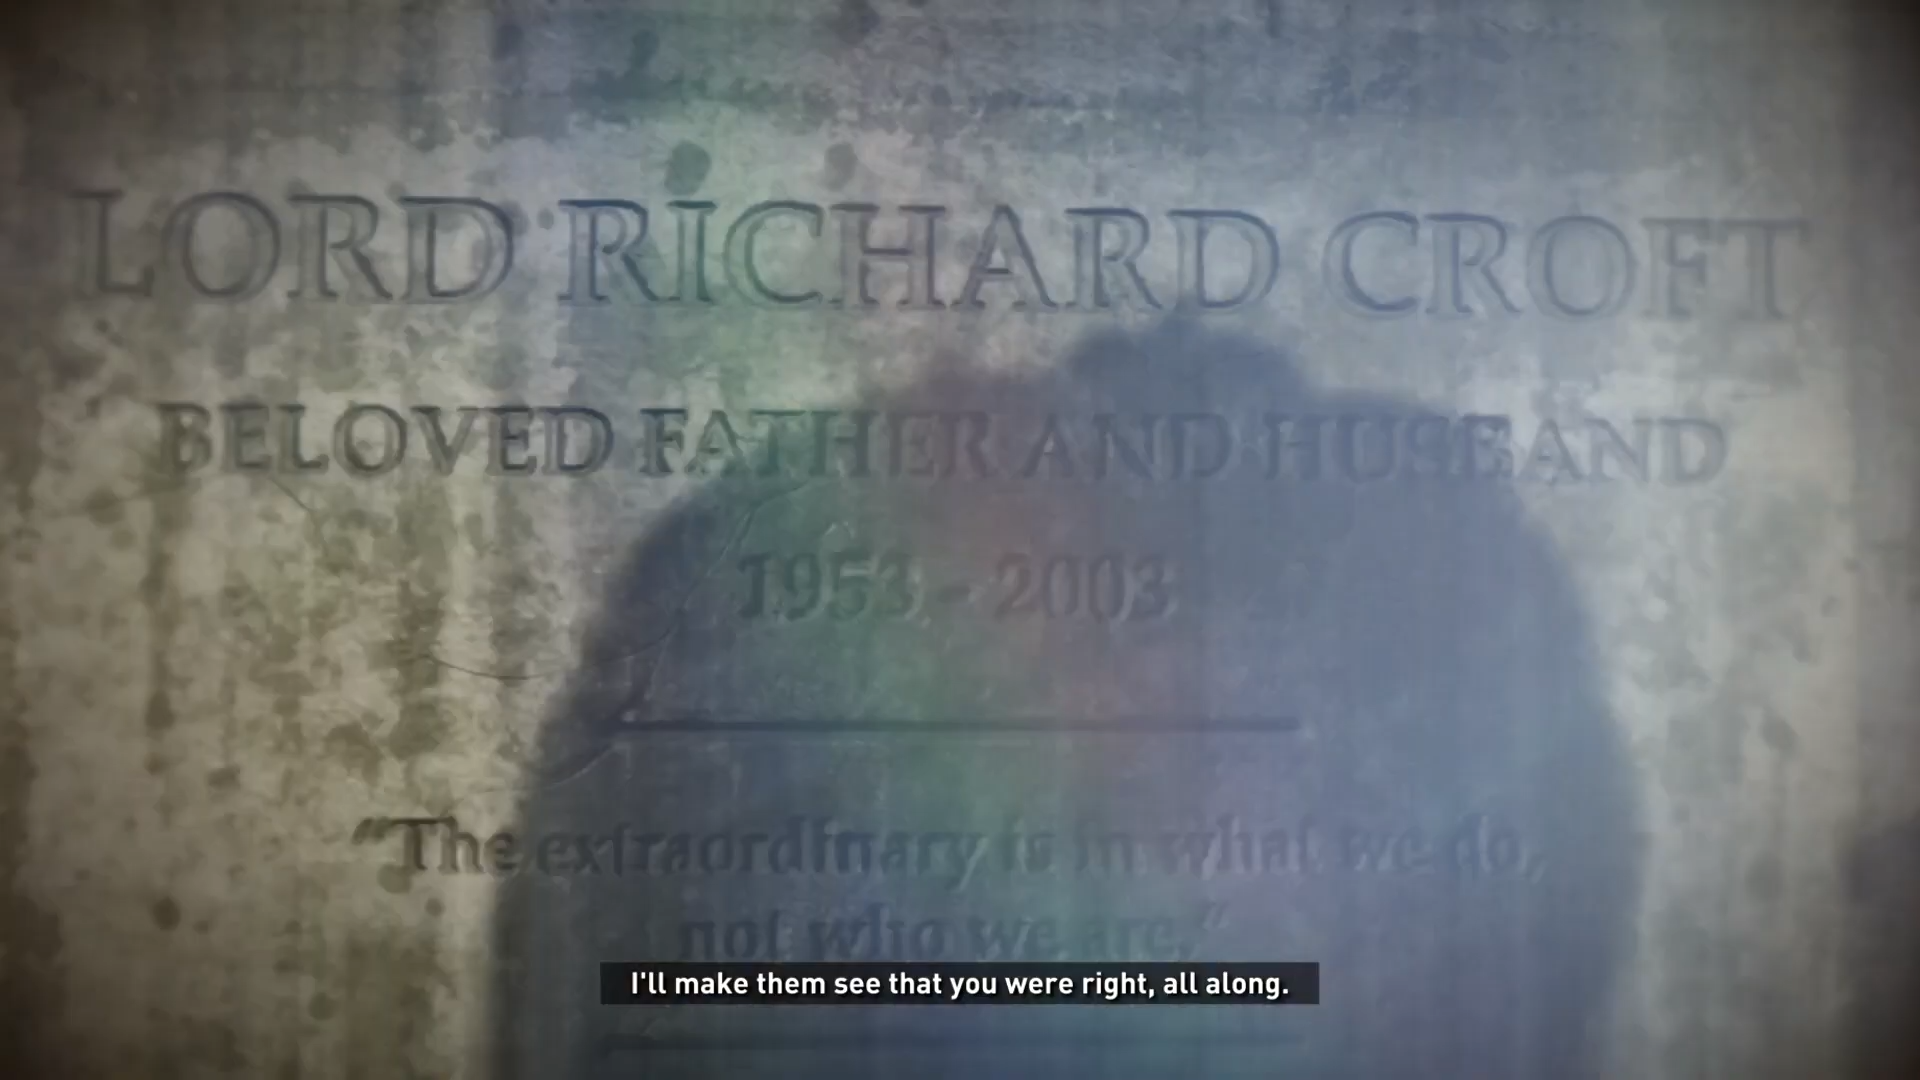 LORD RICHARD CROFT
BELOVED FATHER AND HUSBAND
1953 - 2003
"The extraordinary is in what we do,
not who we are."
I'll make them see that you were right, all along.